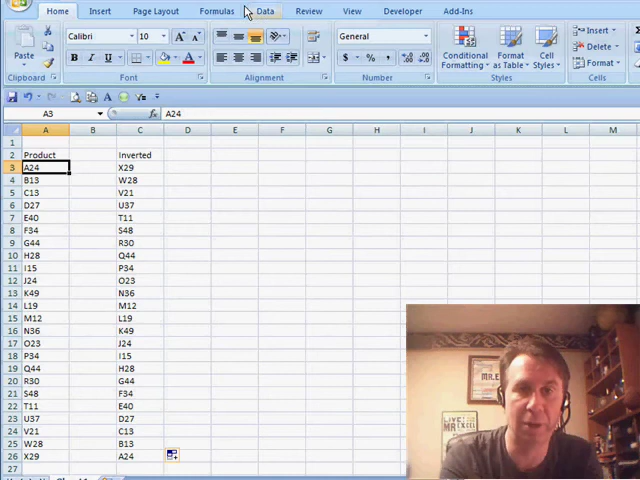 Home Insert Page Layout Formulas Data Review View Developer Add-Ins
Calibri 10 A A General Insert
Paste Conditional Format Cell Delete
B I U A $ % , Formatting as Table Styles Format
Clipboard Font Alignment Number Styles Cells
A3 fx A24
A B C D E F G H I J K L M
1
2 Product Inverted
3 A24 X29
4 B13 W28
5 C13 V21
6 D27 U37
7 E40 T11
8 F34 S48
9 G44 R30
10 H28 Q44
11 I15 P34
12 J24 O23
13 K49 N36
14 L19 M12
15 M12 L19
16 N36 K49
17 O23 J24
18 P34 I15
19 Q44 H28
20 R30 G44
21 S48 F34
22 T11 E40
23 U37 D27
24 V21 C13
25 W28 B13
26 X29 A24
27
MR.E
LIVE
MR EXCEL